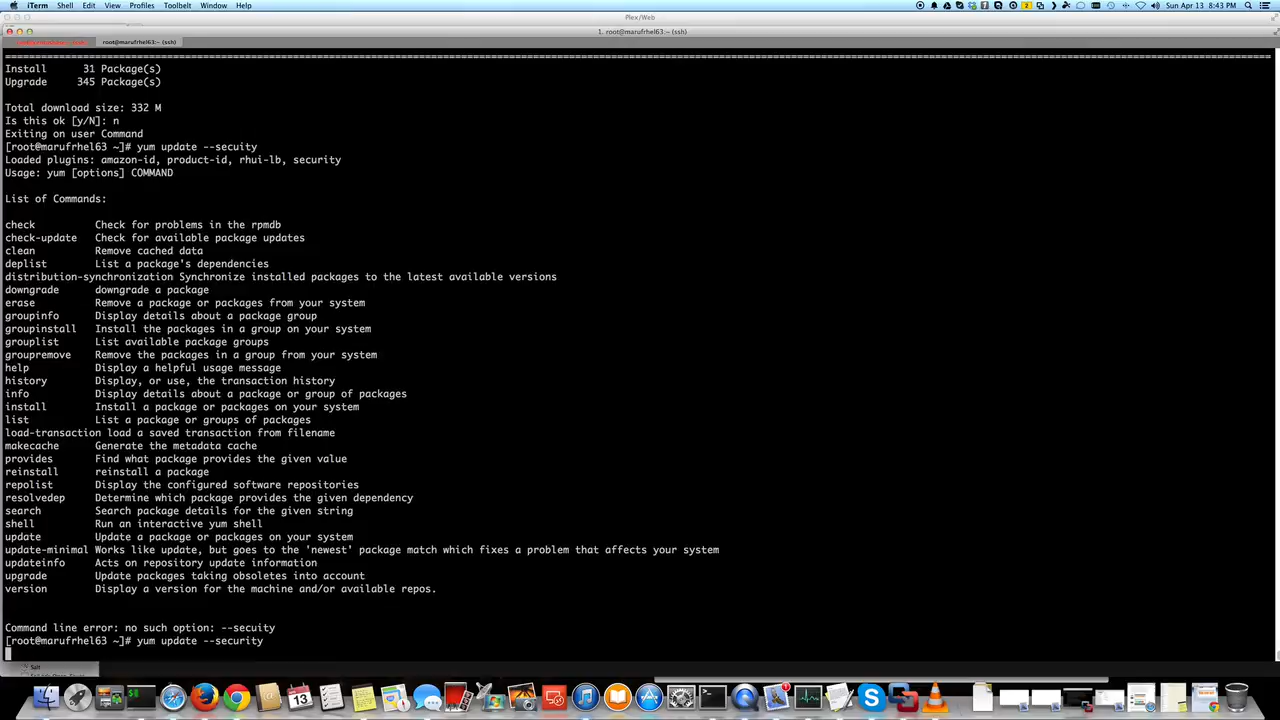 iTerm Shell Edit View Profiles Toolbelt Window Help
2 Sun Apr 13 8:43 PM
Plex/Web
1. root@marufrhel63:~ (ssh)
root@marufrhel63:~ (ssh)
Install 31 Package(s)
Upgrade 345 Package(s)
Total download size: 332 M
Is this ok [y/N]: n
Exiting on user Command
[root@marufrhel63 ~]# yum update --secuity
Loaded plugins: amazon-id, product-id, rhui-lb, security
Usage: yum [options] COMMAND
List of Commands:
check Check for problems in the rpmdb
check-update Check for available package updates
clean Remove cached data
deplist List a package's dependencies
distribution-synchronization Synchronize installed packages to the latest available versions
downgrade downgrade a package
erase Remove a package or packages from your system
groupinfo Display details about a package group
groupinstall Install the packages in a group on your system
grouplist List available package groups
groupremove Remove the packages in a group from your system
help Display a helpful usage message
history Display, or use, the transaction history
info Display details about a package or group of packages
install Install a package or packages on your system
list List a package or groups of packages
load-transaction load a saved transaction from filename
makecache Generate the metadata cache
provides Find what package provides the given value
reinstall reinstall a package
repolist Display the configured software repositories
resolvedep Determine which package provides the given dependency
search Search package details for the given string
shell Run an interactive yum shell
update Update a package or packages on your system
update-minimal Works like update, but goes to the 'newest' package match which fixes a problem that affects your system
updateinfo Acts on repository update information
upgrade Update packages taking obsoletes into account
version Display a version for the machine and/or available repos.
Command line error: no such option: --secuity
[root@marufrhel63 ~]# yum update --security
Salt
13